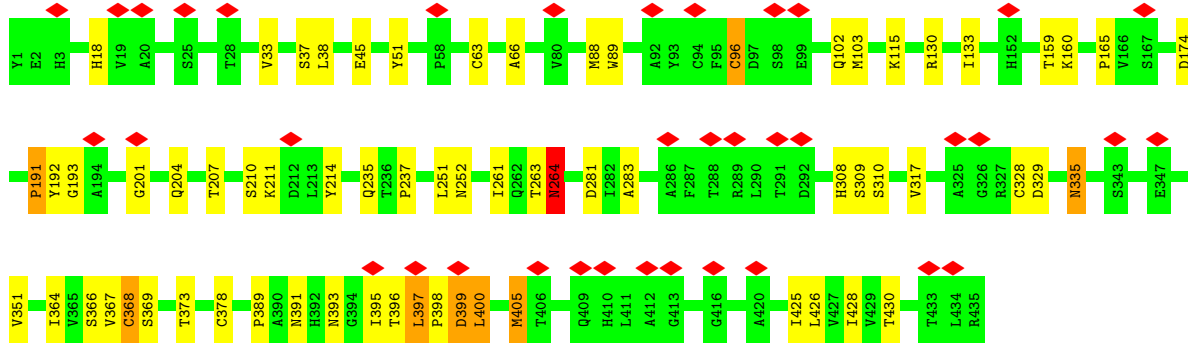 Y1 E2 H3 H18 V19 A20 S25 T28 V33 S37 L38 E45 Y51 P58 C63 A66 V80 M88 W89 A92 Y93 C94 F95 C96 D97 S98 E99 Q102 M103 K115 R130 I133 H152 T159 K160 P165 V166 S167 D174
P191 Y192 G193 A194 G201 Q204 T207 S210 K211 D212 L213 Y214 Q235 T236 P237 L251 N252 I261 Q262 T263 N264 D281 I282 A283 A286 F287 T288 R289 L290 T291 D292 H308 S309 S310 V317 A325 G326 R327 C328 D329 N335 S343 E347
V351 I364 V365 S366 V367 C368 S369 T373 C378 P389 A390 N391 H392 N393 G394 I395 T396 L397 P398 D399 L400 M405 T406 Q409 H410 L411 A412 G413 G416 A420 I425 L426 V427 I428 V429 T430 T433 L434 R435